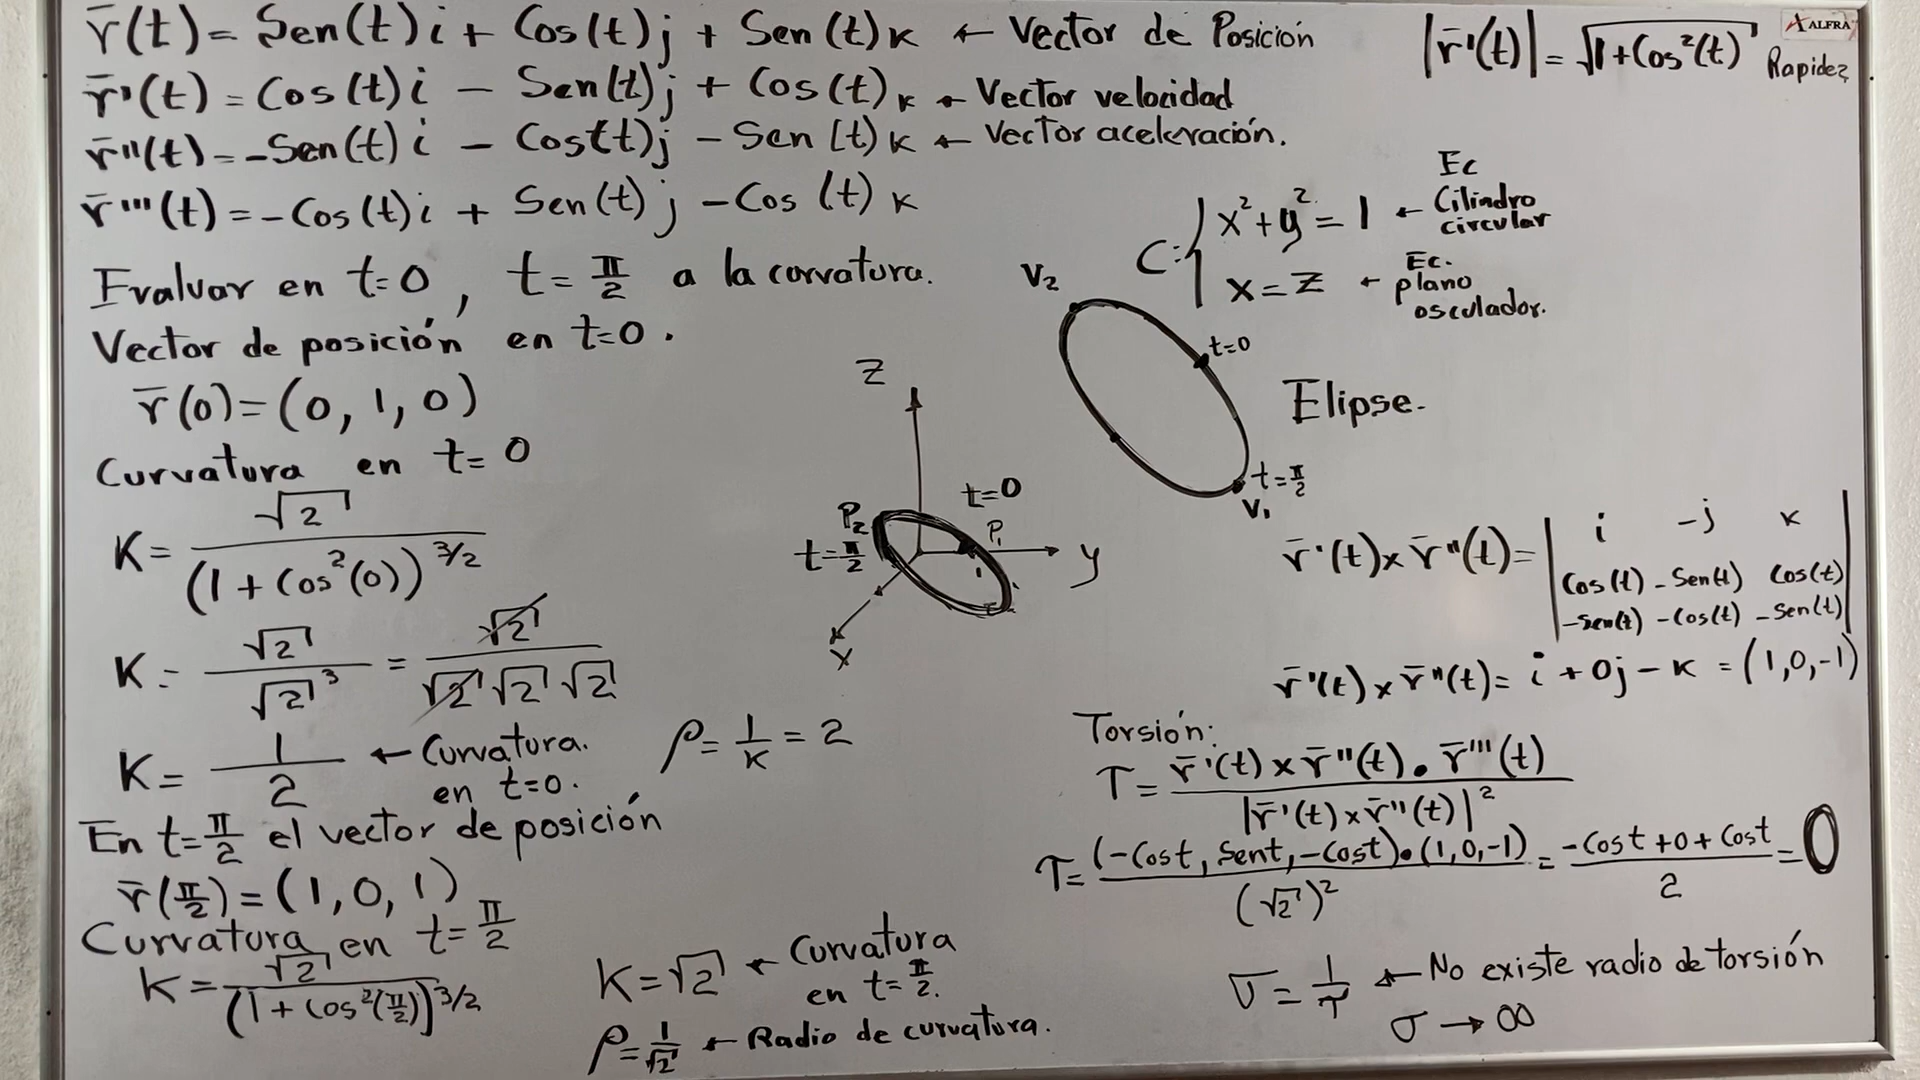 r̄(t) = Sen(t)i + Cos(t)j + Sen(t)k ← Vector de Posición
r̄'(t) = Cos(t)i - Sen(t)j + Cos(t)k ← Vector velocidad
r̄''(t) = -Sen(t)i - Cos(t)j - Sen(t)k ← Vector aceleración.
r̄'''(t) = -Cos(t)i + Sen(t)j - Cos(t)k
Evaluar en t=0, t=π/2 a la corvatura.
Vector de posición en t=0.
r̄(0)=(0,1,0)
Curvatura en t=0
K = √2/(1+Cos²(0))^3/2
K = √2/√2³ = √2/√2√2√2
K = 1/2 ← Curvatura. en t=0.
ρ = 1/K = 2
En t=π/2 el vector de posición
r̄(π/2)=(1,0,1)
Curvatura en t=π/2
K = √2/(1+Cos²(π/2))^3/2
K=√2 ← Curvatura en t=π/2.
ρ=1/√2 ← Radio de curvatura.
|r̄'(t)| = √1+Cos²(t) Rapidez
ALFRA
C: { x²+y²=1 ← Ec Cilindro circular
x=z ← Ec. plano osculador.
V₂
t=0
Elipse.
t=π/2
V₁
Z
t=0
P₂
P₁
t=π/2
y
1
x
r̄'(t)×r̄''(t) = | i -j k
Cos(t) -Sen(t) Cos(t)
-Sen(t) -Cos(t) -Sen(t) |
r̄'(t)×r̄''(t) = i+0j-k = (1,0,-1)
Torsión:
T = r̄'(t)×r̄''(t)•r̄'''(t)/|r̄'(t)×r̄''(t)|²
T = (-Cost, Sent, -Cost)•(1,0,-1)/(√2)² = -Cost+0+Cost/2 = 0
σ = 1/T ← No existe radio de torsión
σ → ∞